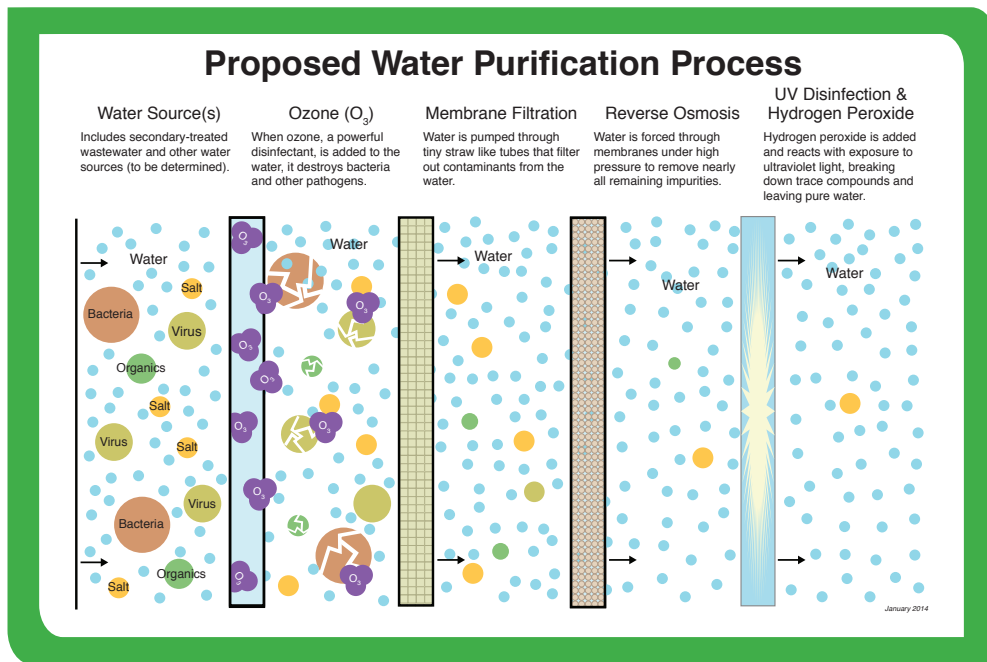 Proposed Water Purification Process
Water Source(s)
Includes secondary-treated
wastewater and other water
sources (to be determined).
Ozone (O3)
When ozone, a powerful
disinfectant, is added to the
water, it destroys bacteria
and other pathogens.
Membrane Filtration
Water is pumped through
tiny straw like tubes that filter
out contaminants from the
water.
Reverse Osmosis
Water is forced through
membranes under high
pressure to remove nearly
all remaining impurities.
UV Disinfection &
Hydrogen Peroxide
Hydrogen peroxide is added
and reacts with exposure to
ultraviolet light, breaking
down trace compounds and
leaving pure water.
Water
Salt
Bacteria
Virus
Organics
Salt
Virus
Salt
Virus
Bacteria
Organics
Salt
O3
Water
O3
O3
O3
O3
O3
O3
O3
O3
O3
Water
Water
Water
January 2014